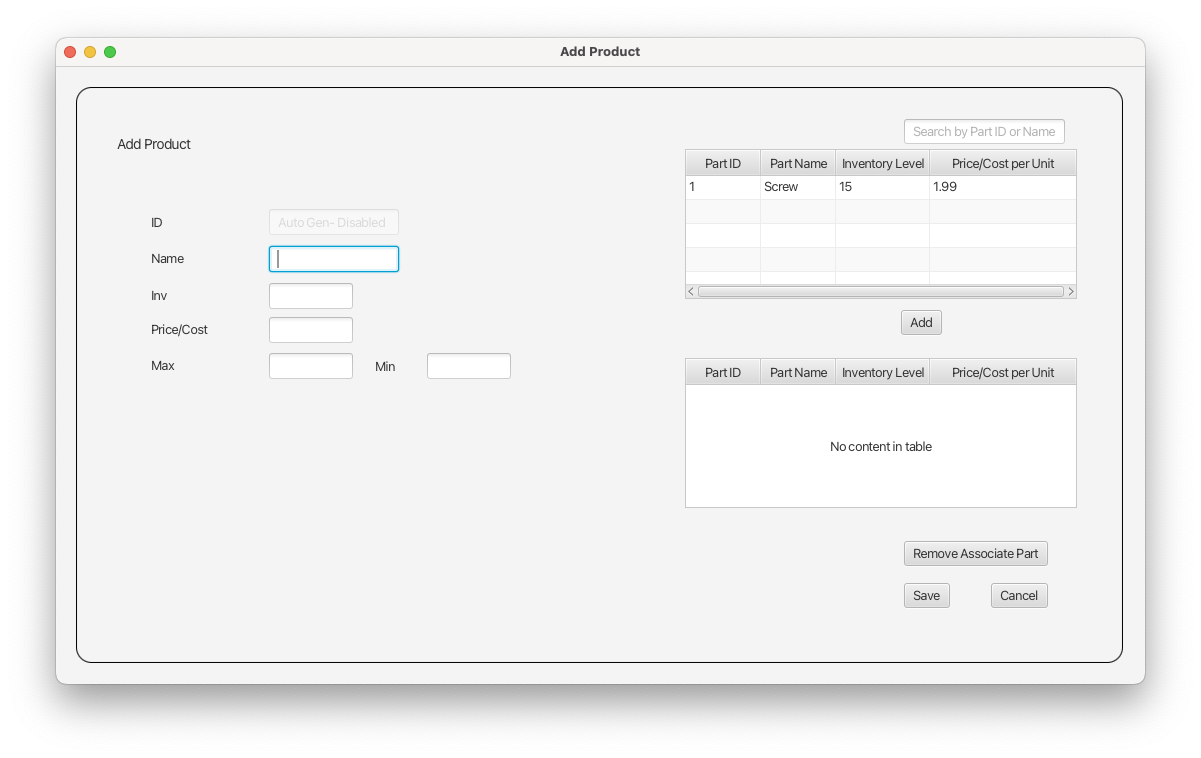 Add Product
Add Product
ID
Auto Gen- Disabled
Name
Inv
Price/Cost
Max
Min
Search by Part ID or Name
Part ID Part Name Inventory Level Price/Cost per Unit
1 Screw 15 1.99
Add
Part ID Part Name Inventory Level Price/Cost per Unit
No content in table
Remove Associate Part
Save Cancel